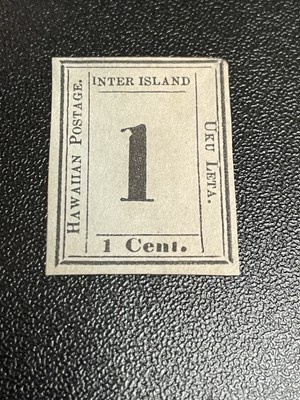 INTER ISLAND
HAWAIIAN POSTAGE.
1
UKU LETA.
1 Cent.